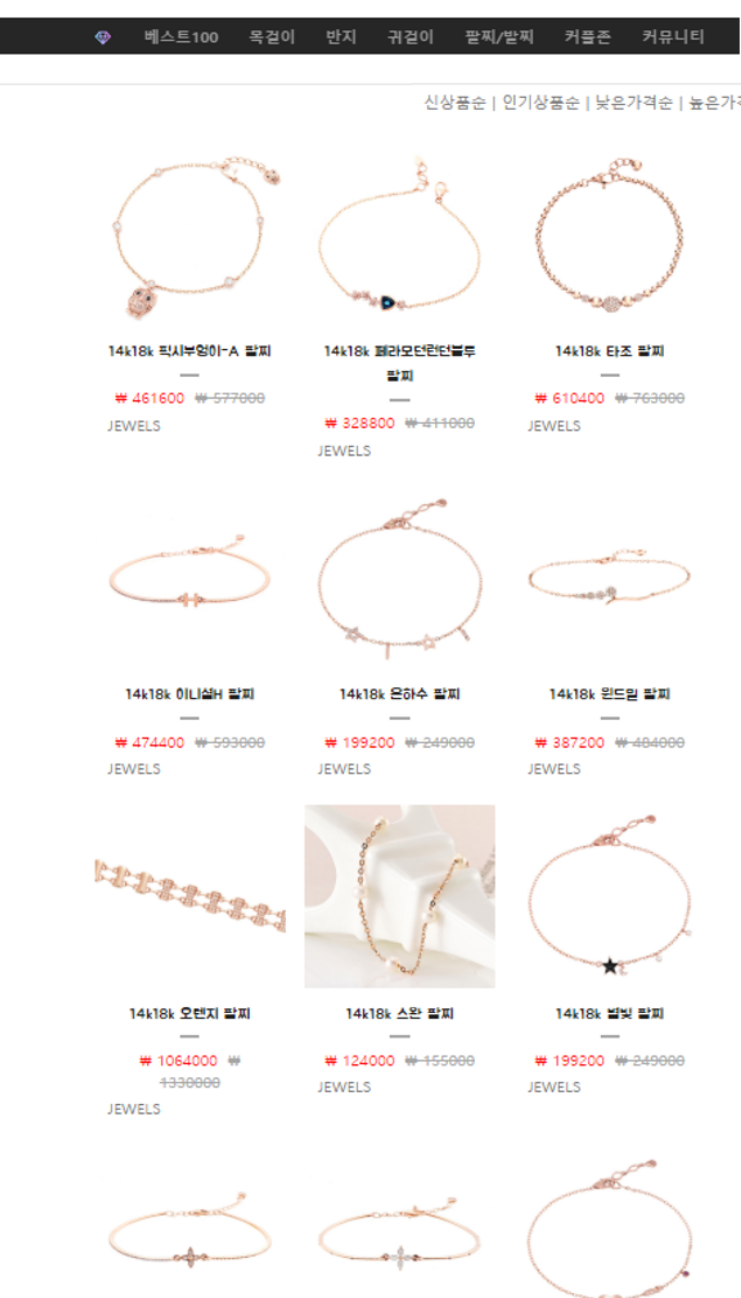 베스트100 목걸이 반지 귀걸이 팔찌/발찌 커플존 커뮤니티
신상품순 | 인기상품순 | 낮은가격순 | 높은가격
14k18k 픽시부엉이-A 팔찌
₩ 461600 ₩ 577000
JEWELS
14k18k 페라모던런던블루
팔찌
₩ 328800 ₩ 411000
JEWELS
14k18k 타조 팔찌
₩ 610400 ₩ 763000
JEWELS
14k18k 이니셜H 팔찌
₩ 474400 ₩ 593000
JEWELS
14k18k 은하수 팔찌
₩ 199200 ₩ 249000
JEWELS
14k18k 윈드밀 팔찌
₩ 387200 ₩ 484000
JEWELS
14k18k 오렌지 팔찌
₩ 1064000 ₩
1330000
JEWELS
14k18k 스완 팔찌
₩ 124000 ₩ 155000
JEWELS
14k18k 별빛 팔찌
₩ 199200 ₩ 249000
JEWELS